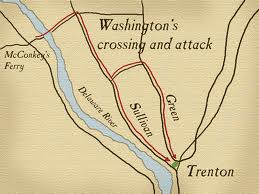 Washington's
crossing and attack
McConkey's
Ferry
Delaware River
Sullivan
Green
Trenton